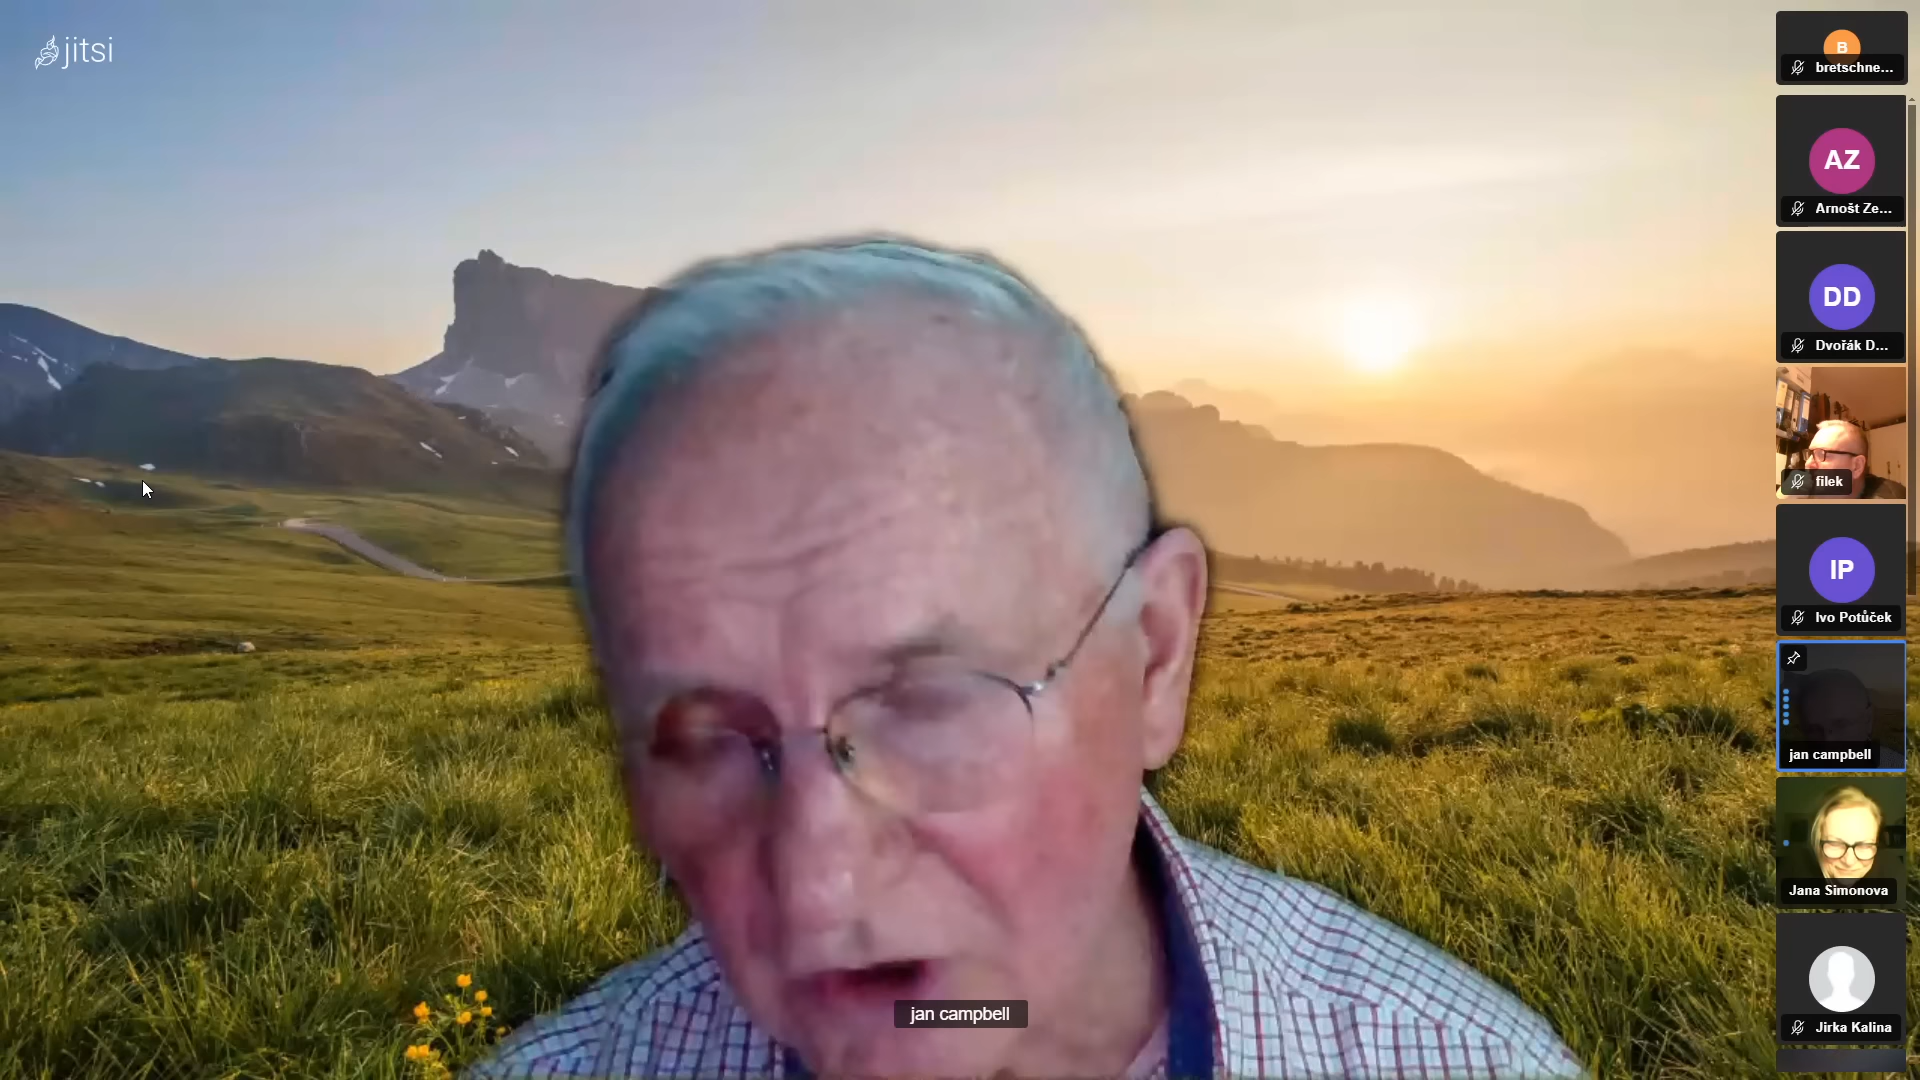 jitsi
B
bretschne...
AZ
Arnošt Ze...
DD
Dvořák D...
filek
IP
Ivo Potůček
jan campbell
Jana Simonova
Jirka Kalina
jan campbell